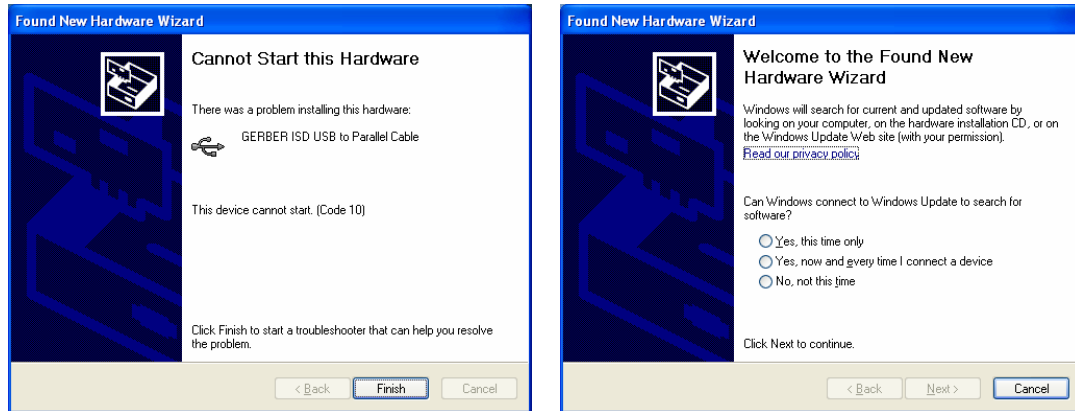 Found New Hardware Wizard
Cannot Start this Hardware
There was a problem installing this hardware:
GERBER ISD USB to Parallel Cable
This device cannot start. (Code 10)
Click Finish to start a troubleshooter that can help you resolve
the problem.
< Back
Finish
Cancel
Found New Hardware Wizard
Welcome to the Found New
Hardware Wizard
Windows will search for current and updated software by
looking on your computer, on the hardware installation CD, or on
the Windows Update Web site (with your permission).
Read our privacy policy
Can Windows connect to Windows Update to search for
software?
Yes, this time only
Yes, now and every time I connect a device
No, not this time
Click Next to continue.
< Back
Next >
Cancel